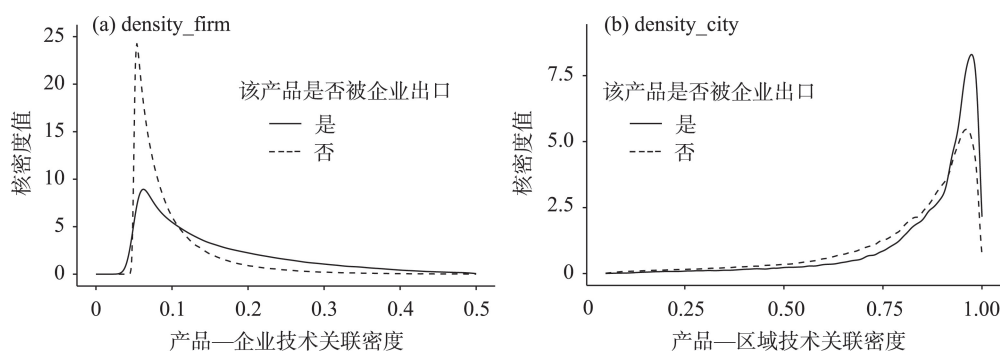 (a) density_firm
25
20
15
10
5
0
核密度值
该产品是否被企业出口
是
否
0
0.1
0.2
0.3
0.4
0.5
产品—企业技术关联密度
(b) density_city
7.5
5.0
2.5
0
核密度值
该产品是否被企业出口
是
否
0
0.25
0.50
0.75
1.00
产品—区域技术关联密度